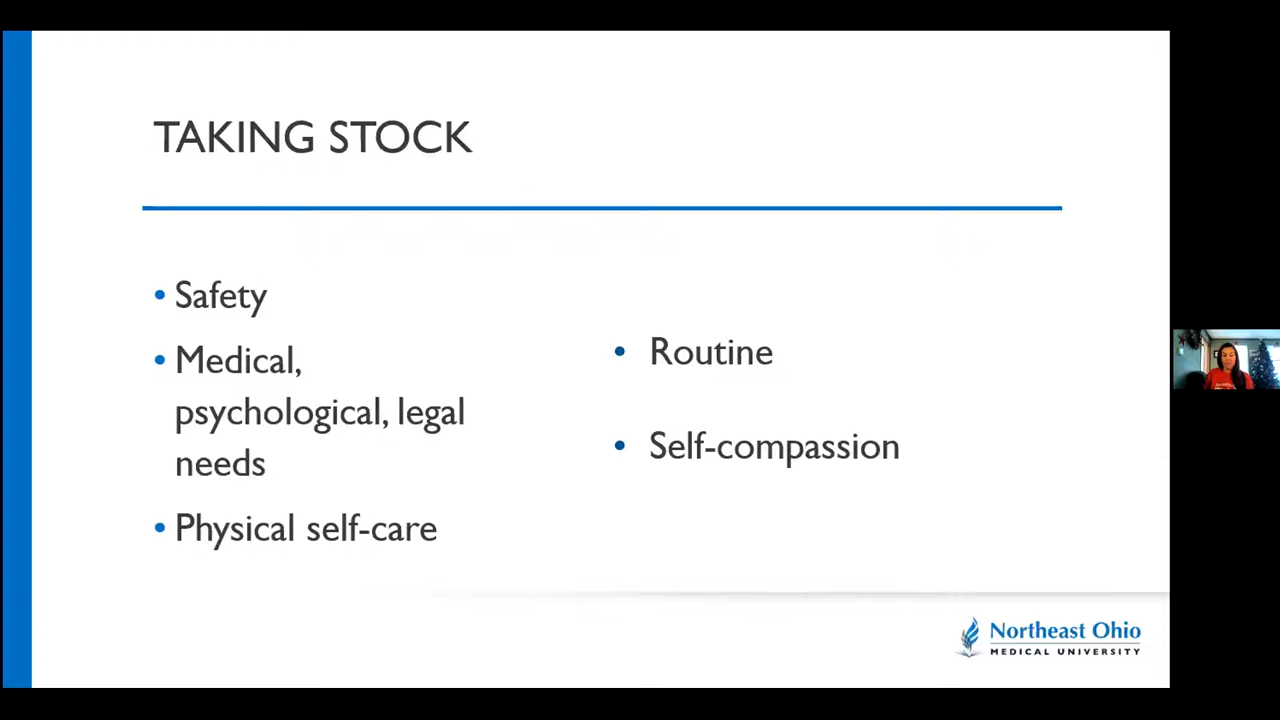 TAKING STOCK
• Safety
• Medical,
psychological, legal
needs
• Physical self-care
• Routine
• Self-compassion
Northeast Ohio
MEDICAL UNIVERSITY